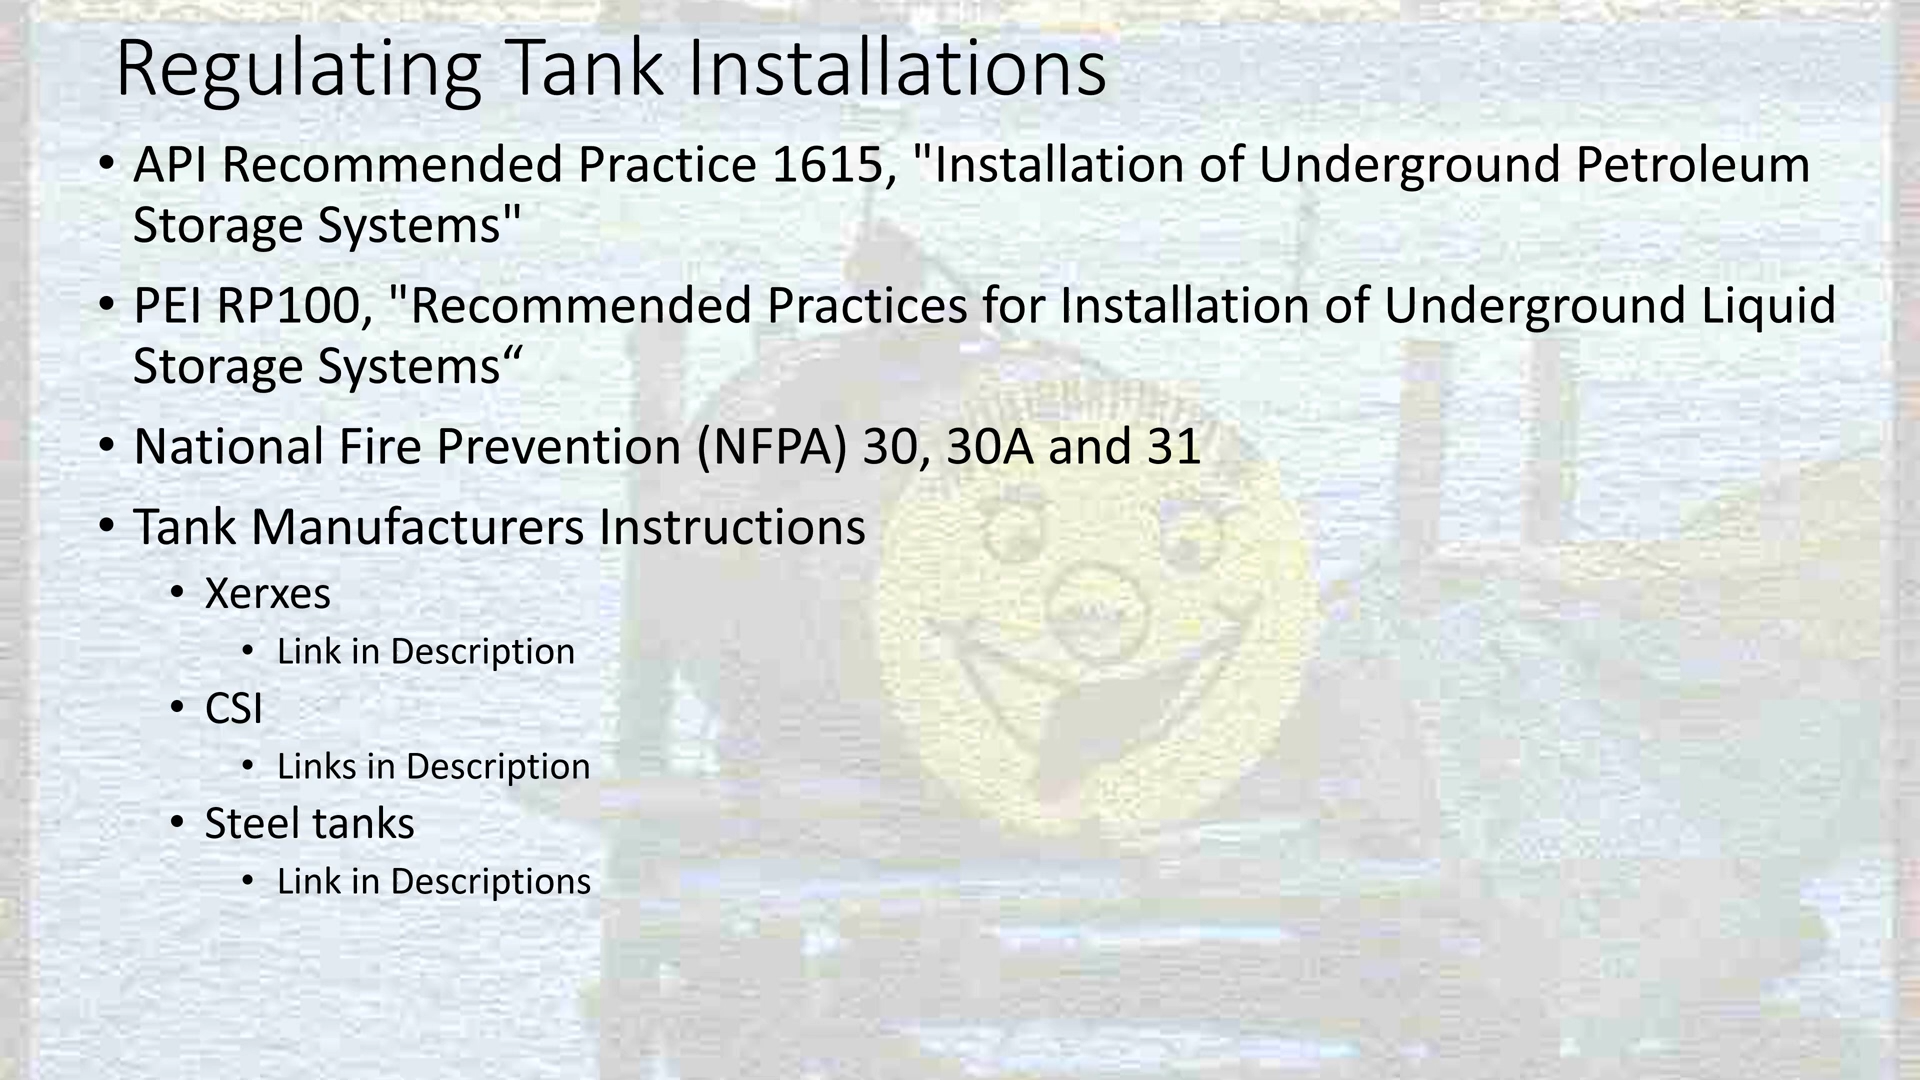 Regulating Tank Installations
• API Recommended Practice 1615, "Installation of Underground Petroleum
Storage Systems"
• PEI RP100, "Recommended Practices for Installation of Underground Liquid
Storage Systems“
• National Fire Prevention (NFPA) 30, 30A and 31
• Tank Manufacturers Instructions
• Xerxes
• Link in Description
• CSI
• Links in Description
• Steel tanks
• Link in Descriptions